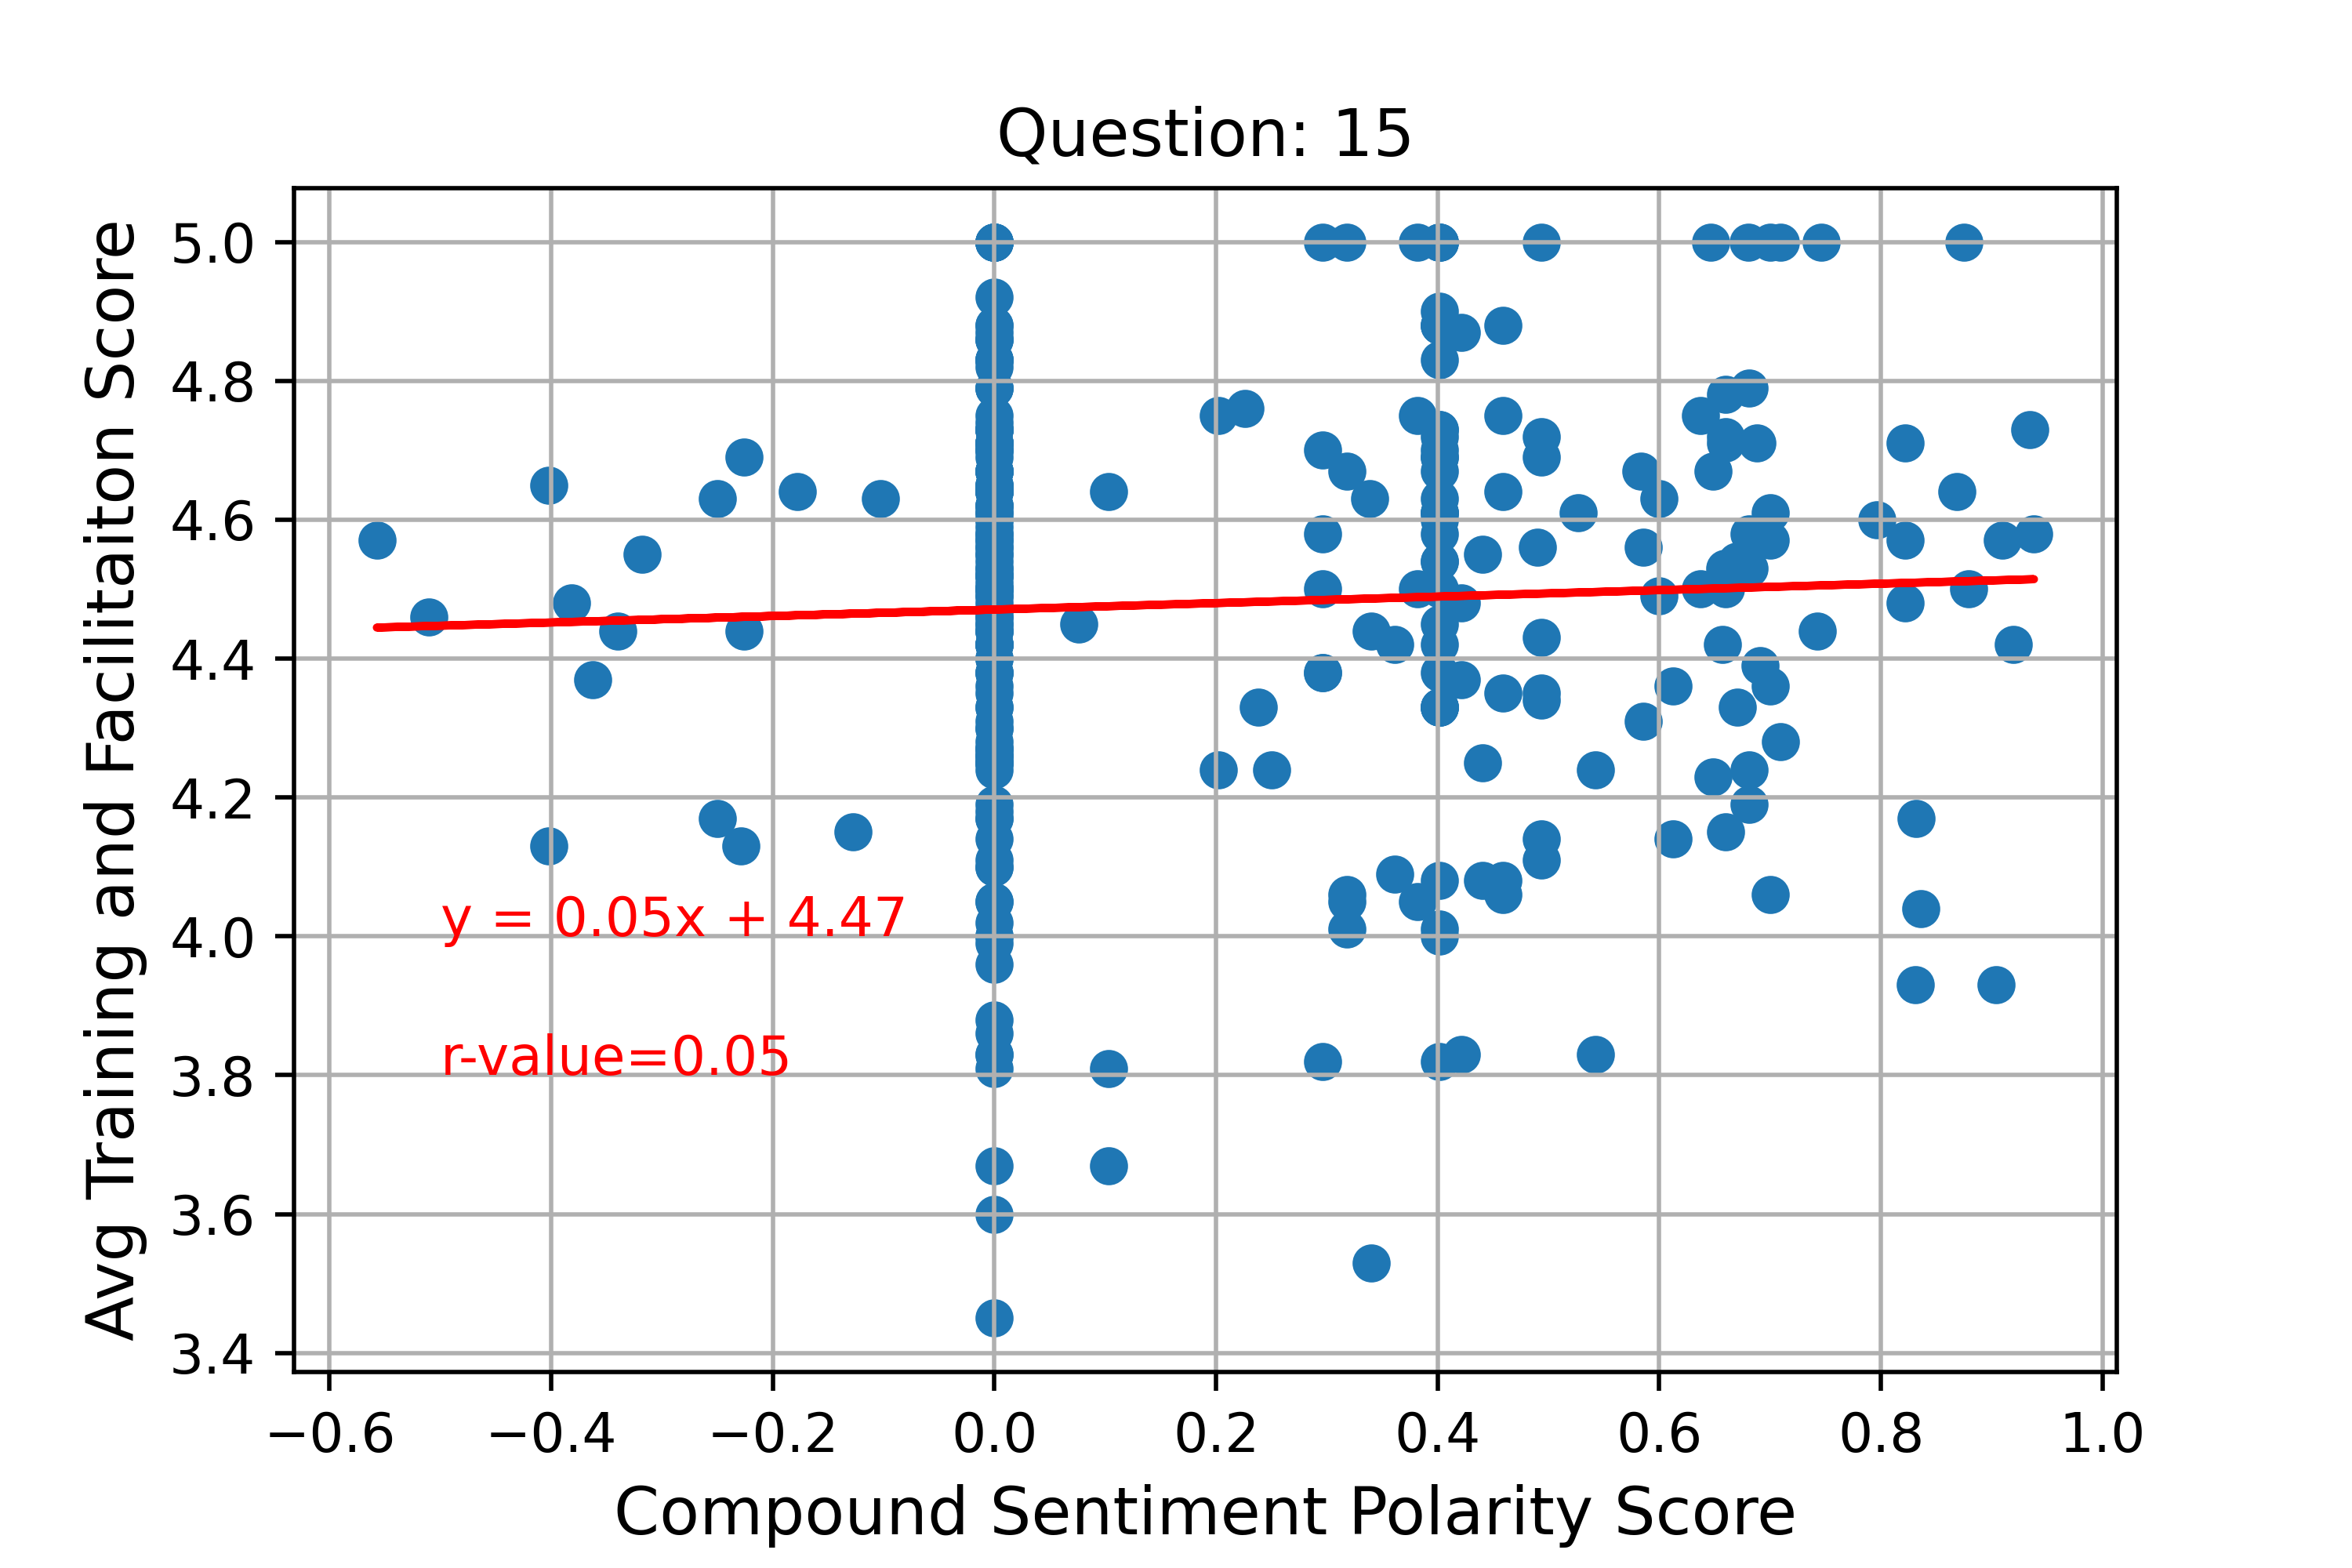 Question: 15
Avg Training and Facilitaiton Score
5.0
4.8
4.6
4.4
4.2
4.0
3.8
3.6
3.4
y = 0.05x + 4.47
r-value=0.05
−0.6 −0.4 −0.2 0.0 0.2 0.4 0.6 0.8 1.0
Compound Sentiment Polarity Score